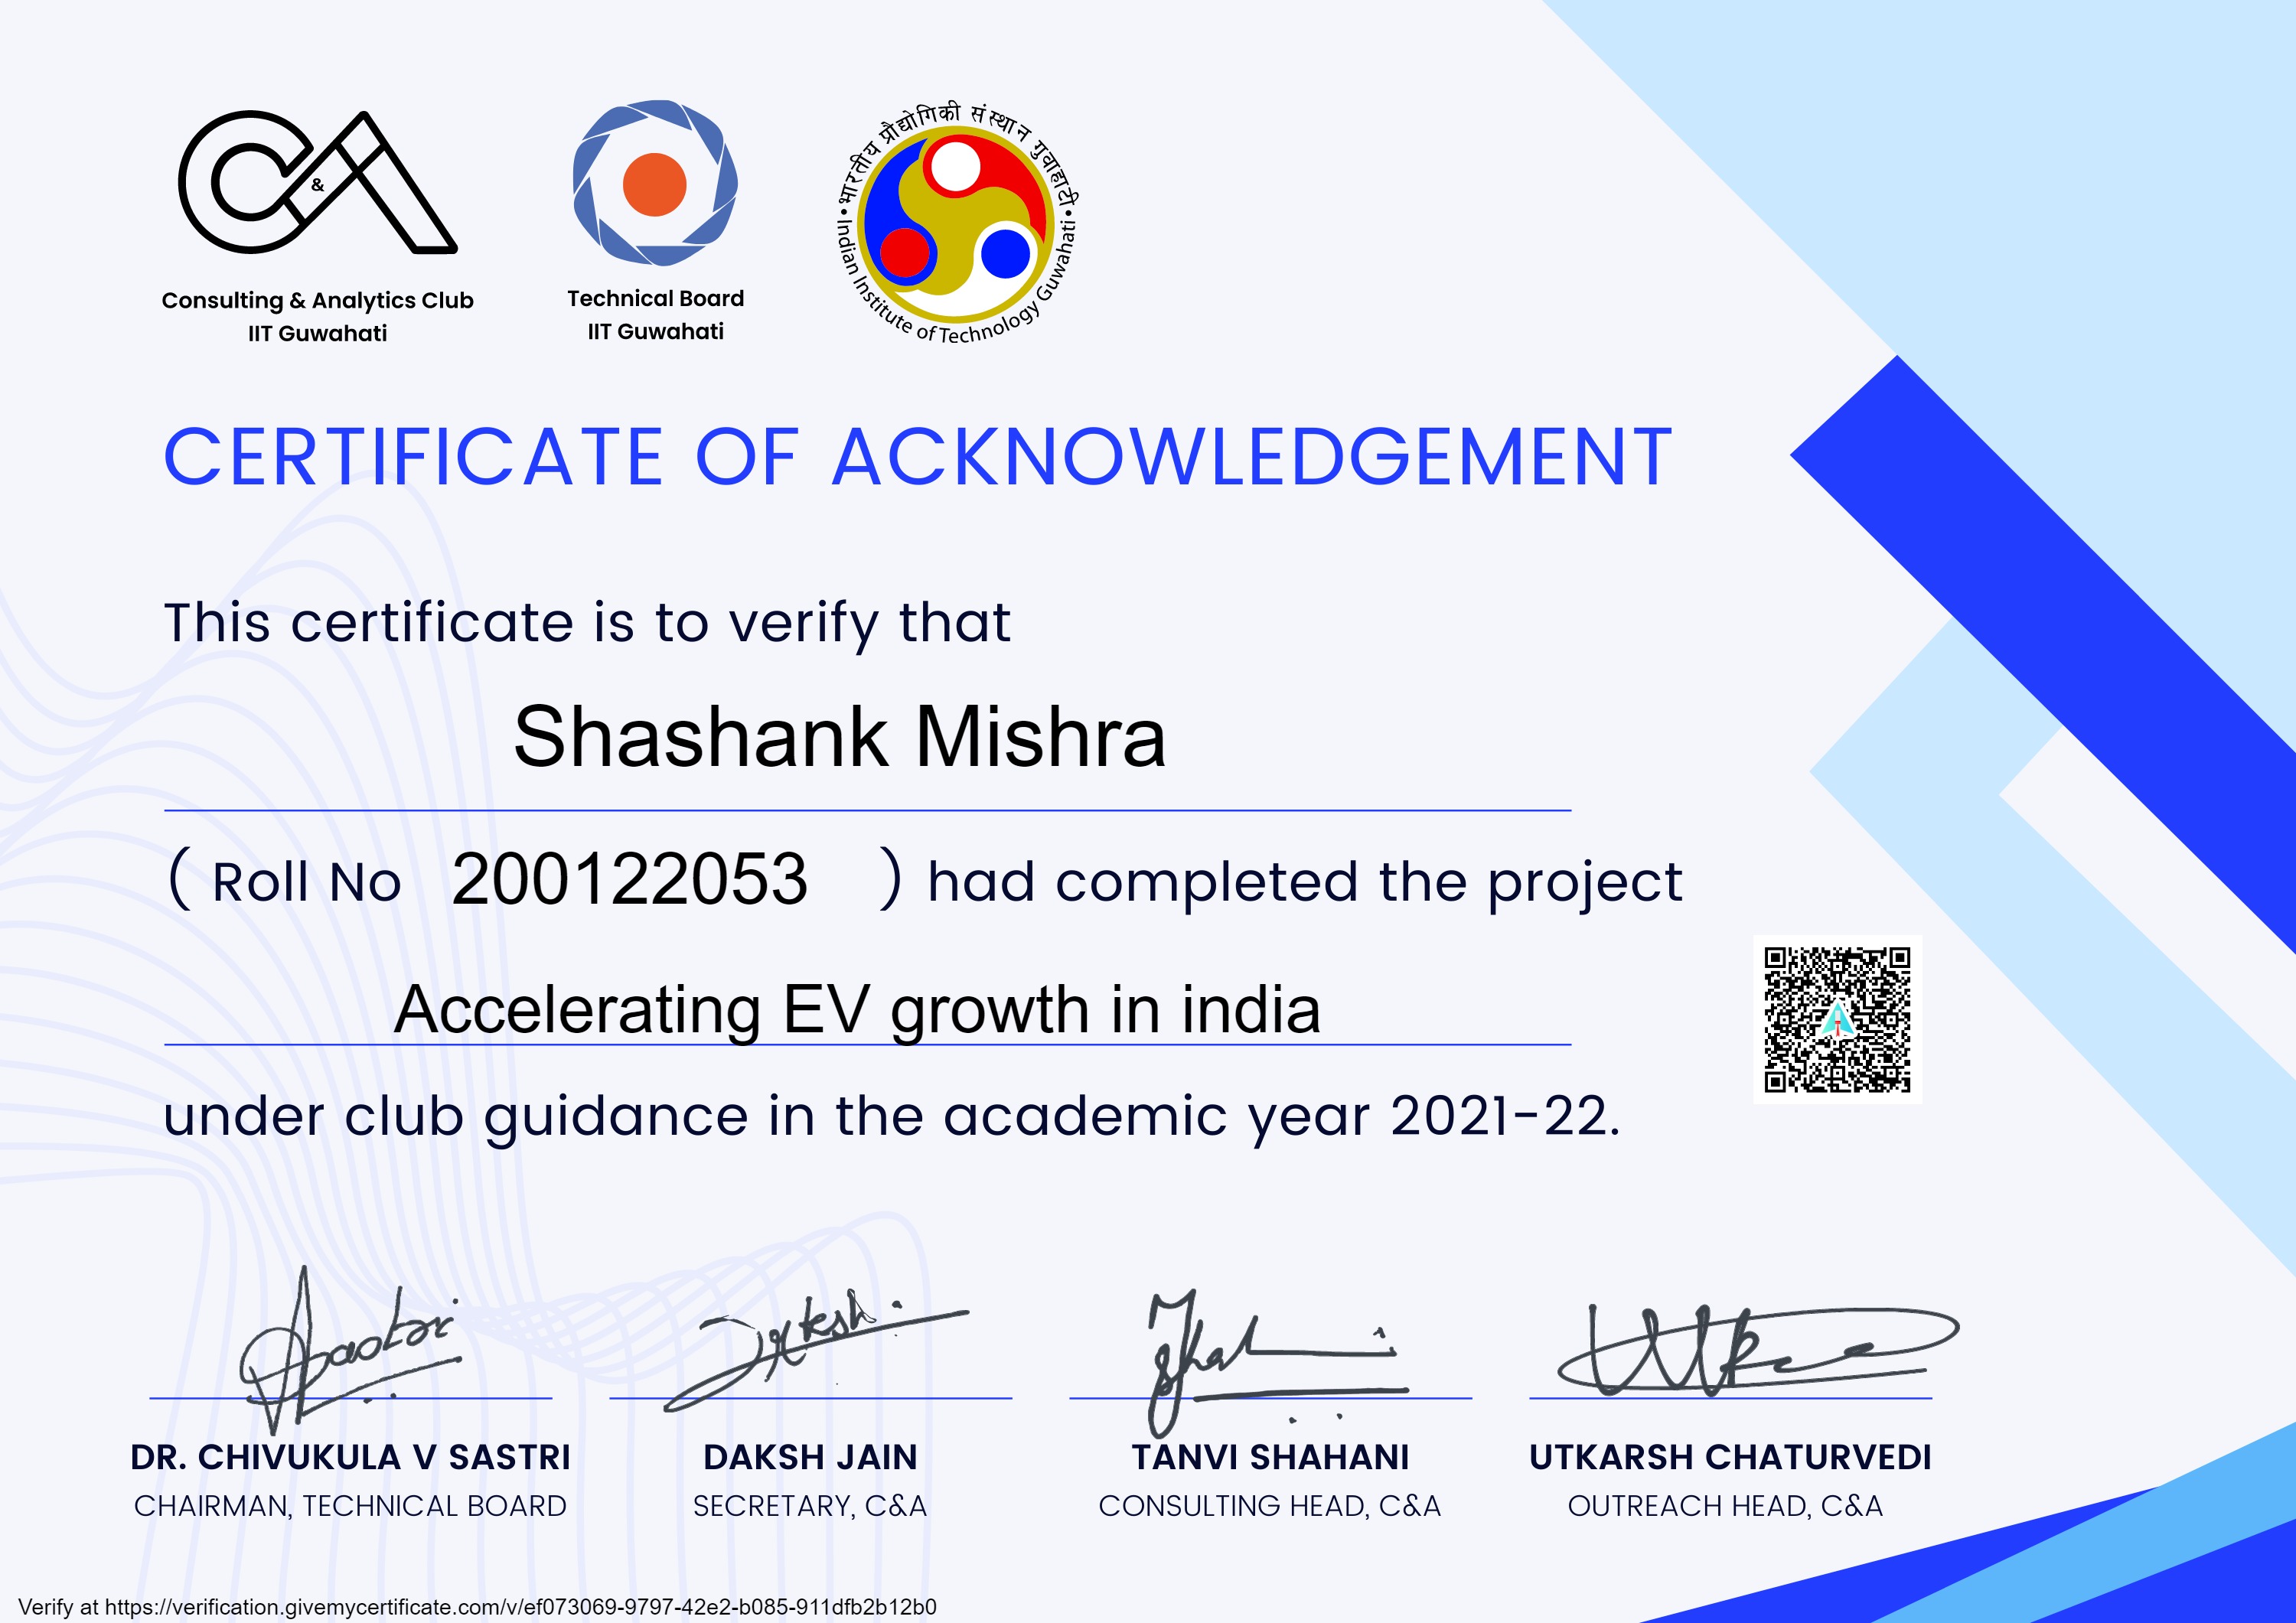 C & A
Consulting & Analytics Club
IIT Guwahati
Technical Board
IIT Guwahati
भारतीय प्रौद्योगिकी संस्थान गुवाहाटी
Indian Institute of Technology Guwahati
CERTIFICATE OF ACKNOWLEDGEMENT
This certificate is to verify that
Shashank Mishra
( Roll No 200122053 ) had completed the project
Accelerating EV growth in india
under club guidance in the academic year 2021-22.
DR. CHIVUKULA V SASTRI
CHAIRMAN, TECHNICAL BOARD
DAKSH JAIN
SECRETARY, C&A
TANVI SHAHANI
CONSULTING HEAD, C&A
UTKARSH CHATURVEDI
OUTREACH HEAD, C&A
Verify at https://verification.givemycertificate.com/v/ef073069-9797-42e2-b085-911dfb2b12b0